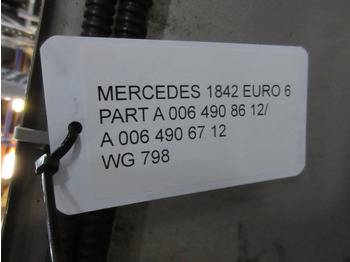 MERCEDES 1842 EURO 6
PART A 006 490 86 12/
A 006 490 67 12
WG 798